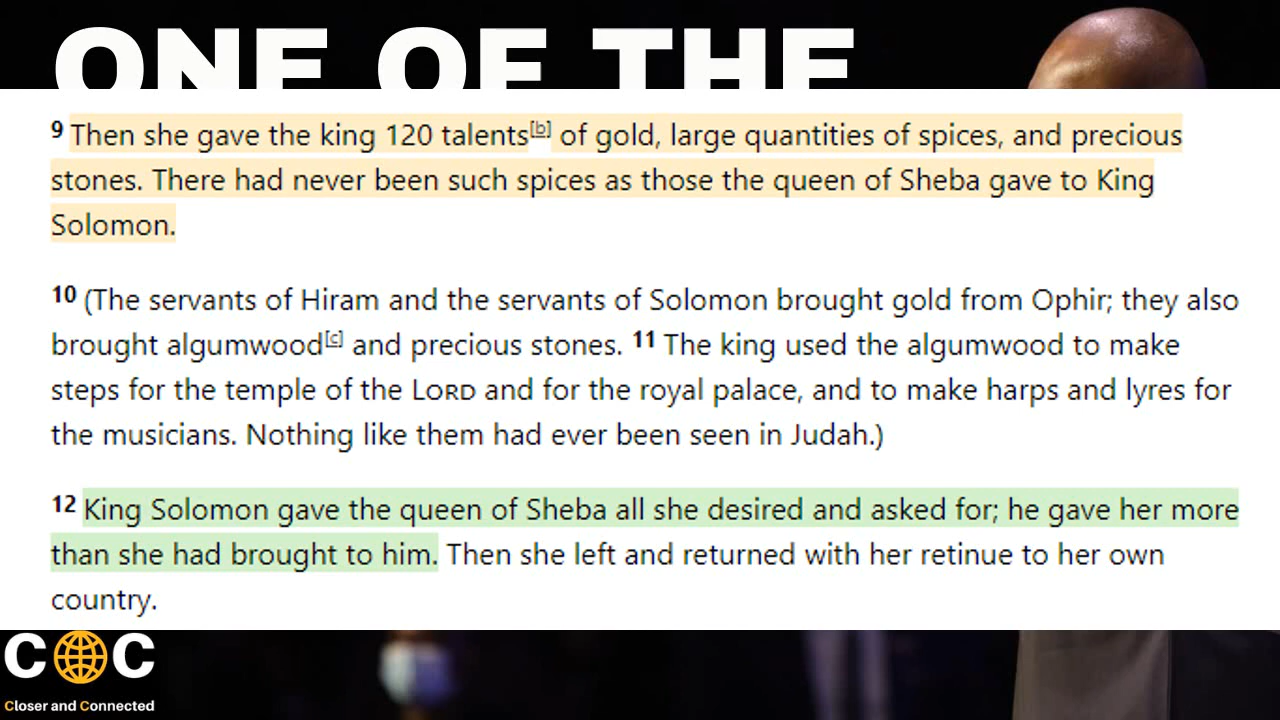 ONE OF THE
9 Then she gave the king 120 talents[b] of gold, large quantities of spices, and precious
stones. There had never been such spices as those the queen of Sheba gave to King
Solomon.
10 (The servants of Hiram and the servants of Solomon brought gold from Ophir; they also
brought algumwood[c] and precious stones. 11 The king used the algumwood to make
steps for the temple of the LORD and for the royal palace, and to make harps and lyres for
the musicians. Nothing like them had ever been seen in Judah.)
12 King Solomon gave the queen of Sheba all she desired and asked for; he gave her more
than she had brought to him. Then she left and returned with her retinue to her own
country.
COC
Closer and Connected